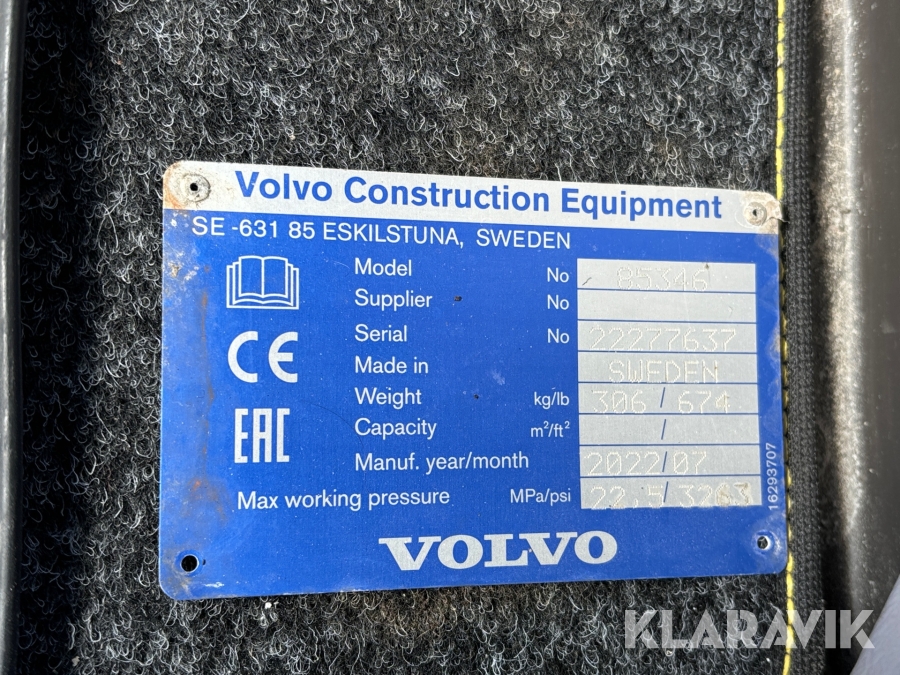 Volvo Construction Equipment
SE -631 85 ESKILSTUNA, SWEDEN
Model No 85346
Supplier No
Serial No 22277637
Made in SWEDEN
Weight kg/lb 306 / 674
Capacity m²/ft² /
Manuf. year/month 2022/07
Max working pressure MPa/psi 22.5/3263
CE
EAC
16293707
VOLVO
KLARAVIK